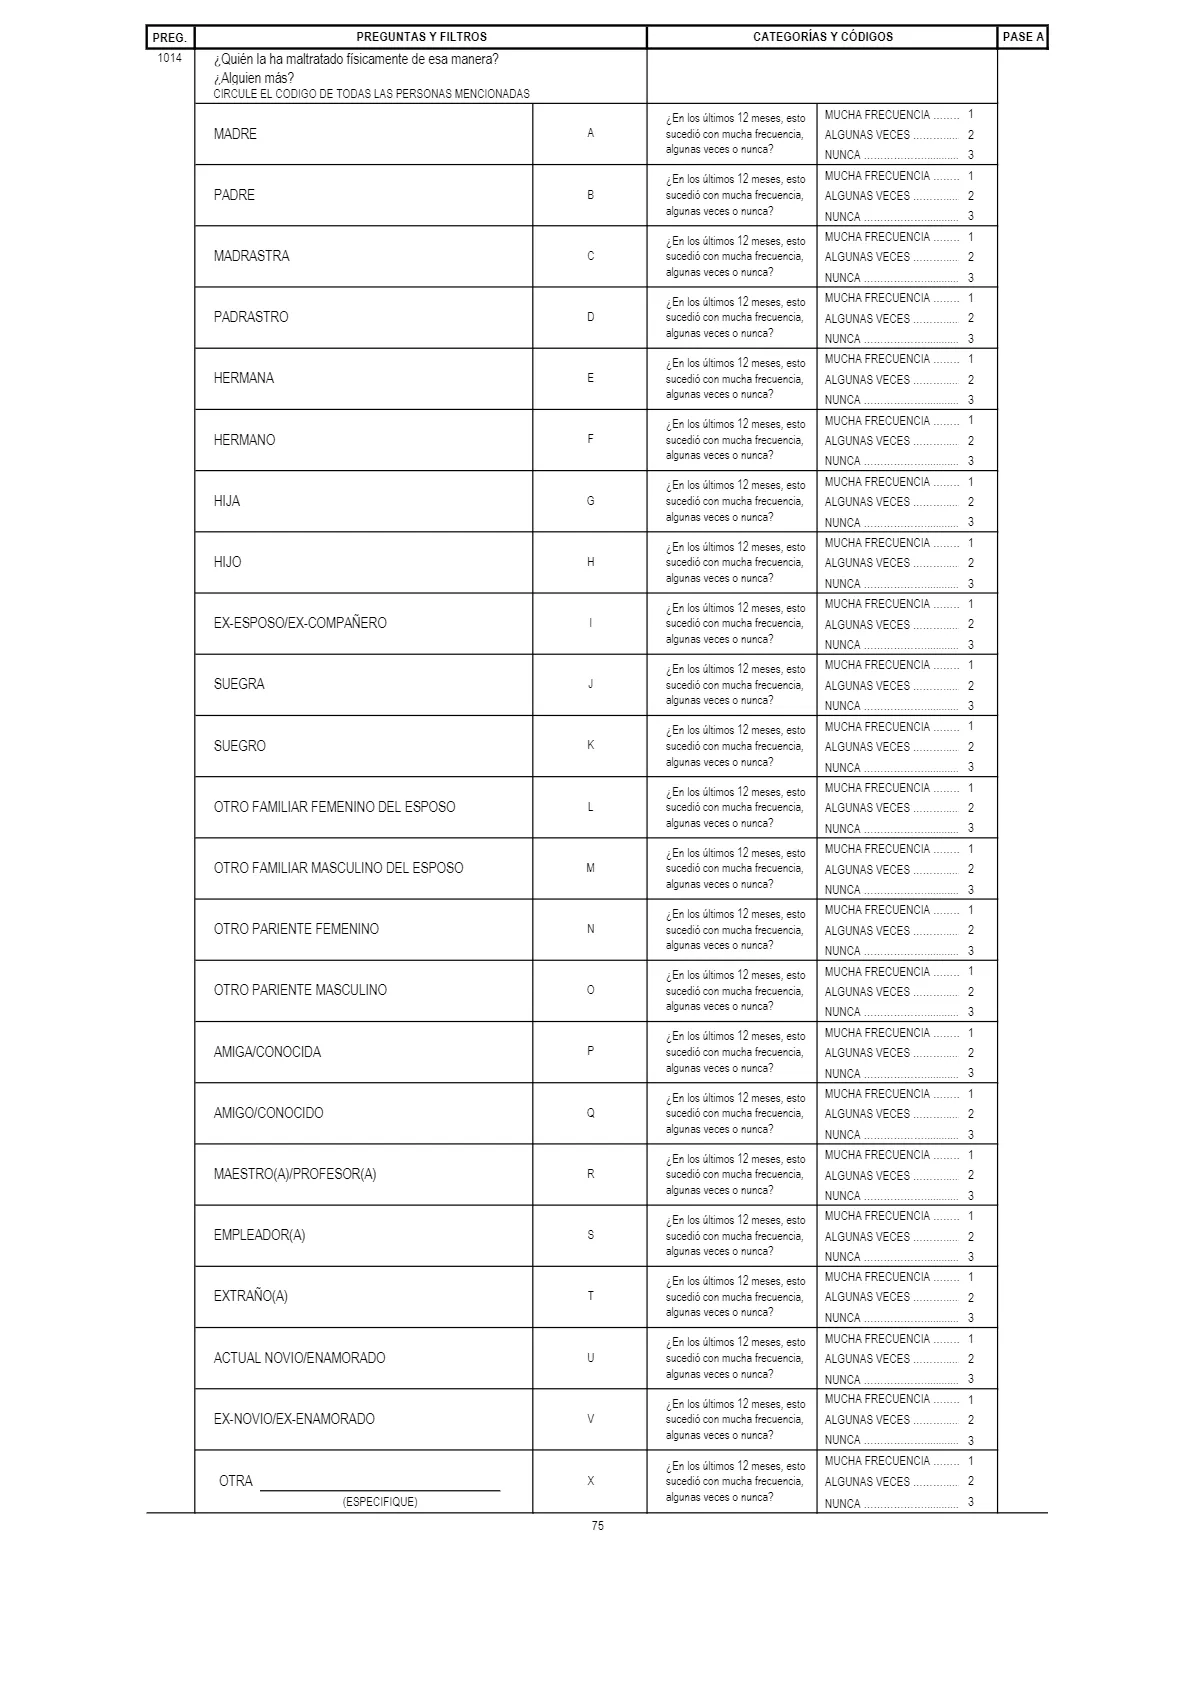 PREG. PREGUNTAS Y FILTROS CATEGORÍAS Y CÓDIGOS PASE A
1014 ¿Quién la ha maltratado físicamente de esa manera?
¿Alguien más?
CIRCULE EL CODIGO DE TODAS LAS PERSONAS MENCIONADAS
¿En los últimos 12 meses, esto MUCHA FRECUENCIA ........ 1
MADRE A sucedió con mucha frecuencia, ALGUNAS VECES .............. 2
algunas veces o nunca? NUNCA ............................. 3
¿En los últimos 12 meses, esto MUCHA FRECUENCIA ........ 1
PADRE B sucedió con mucha frecuencia, ALGUNAS VECES .............. 2
algunas veces o nunca? NUNCA ............................. 3
¿En los últimos 12 meses, esto MUCHA FRECUENCIA ........ 1
MADRASTRA C sucedió con mucha frecuencia, ALGUNAS VECES .............. 2
algunas veces o nunca? NUNCA ............................. 3
¿En los últimos 12 meses, esto MUCHA FRECUENCIA ........ 1
PADRASTRO D sucedió con mucha frecuencia, ALGUNAS VECES .............. 2
algunas veces o nunca? NUNCA ............................. 3
¿En los últimos 12 meses, esto MUCHA FRECUENCIA ........ 1
HERMANA E sucedió con mucha frecuencia, ALGUNAS VECES .............. 2
algunas veces o nunca? NUNCA ............................. 3
¿En los últimos 12 meses, esto MUCHA FRECUENCIA ........ 1
HERMANO F sucedió con mucha frecuencia, ALGUNAS VECES .............. 2
algunas veces o nunca? NUNCA ............................. 3
¿En los últimos 12 meses, esto MUCHA FRECUENCIA ........ 1
HIJA G sucedió con mucha frecuencia, ALGUNAS VECES .............. 2
algunas veces o nunca? NUNCA ............................. 3
¿En los últimos 12 meses, esto MUCHA FRECUENCIA ........ 1
HIJO H sucedió con mucha frecuencia, ALGUNAS VECES .............. 2
algunas veces o nunca? NUNCA ............................. 3
¿En los últimos 12 meses, esto MUCHA FRECUENCIA ........ 1
EX-ESPOSO/EX-COMPAÑERO I sucedió con mucha frecuencia, ALGUNAS VECES .............. 2
algunas veces o nunca? NUNCA ............................. 3
¿En los últimos 12 meses, esto MUCHA FRECUENCIA ........ 1
SUEGRA J sucedió con mucha frecuencia, ALGUNAS VECES .............. 2
algunas veces o nunca? NUNCA ............................. 3
¿En los últimos 12 meses, esto MUCHA FRECUENCIA ........ 1
SUEGRO K sucedió con mucha frecuencia, ALGUNAS VECES .............. 2
algunas veces o nunca? NUNCA ............................. 3
¿En los últimos 12 meses, esto MUCHA FRECUENCIA ........ 1
OTRO FAMILIAR FEMENINO DEL ESPOSO L sucedió con mucha frecuencia, ALGUNAS VECES .............. 2
algunas veces o nunca? NUNCA ............................. 3
¿En los últimos 12 meses, esto MUCHA FRECUENCIA ........ 1
OTRO FAMILIAR MASCULINO DEL ESPOSO M sucedió con mucha frecuencia, ALGUNAS VECES .............. 2
algunas veces o nunca? NUNCA ............................. 3
¿En los últimos 12 meses, esto MUCHA FRECUENCIA ........ 1
OTRO PARIENTE FEMENINO N sucedió con mucha frecuencia, ALGUNAS VECES .............. 2
algunas veces o nunca? NUNCA ............................. 3
¿En los últimos 12 meses, esto MUCHA FRECUENCIA ........ 1
OTRO PARIENTE MASCULINO O sucedió con mucha frecuencia, ALGUNAS VECES .............. 2
algunas veces o nunca? NUNCA ............................. 3
¿En los últimos 12 meses, esto MUCHA FRECUENCIA ........ 1
AMIGA/CONOCIDA P sucedió con mucha frecuencia, ALGUNAS VECES .............. 2
algunas veces o nunca? NUNCA ............................. 3
¿En los últimos 12 meses, esto MUCHA FRECUENCIA ........ 1
AMIGO/CONOCIDO Q sucedió con mucha frecuencia, ALGUNAS VECES .............. 2
algunas veces o nunca? NUNCA ............................. 3
¿En los últimos 12 meses, esto MUCHA FRECUENCIA ........ 1
MAESTRO(A)/PROFESOR(A) R sucedió con mucha frecuencia, ALGUNAS VECES .............. 2
algunas veces o nunca? NUNCA ............................. 3
¿En los últimos 12 meses, esto MUCHA FRECUENCIA ........ 1
EMPLEADOR(A) S sucedió con mucha frecuencia, ALGUNAS VECES .............. 2
algunas veces o nunca? NUNCA ............................. 3
¿En los últimos 12 meses, esto MUCHA FRECUENCIA ........ 1
EXTRAÑO(A) T sucedió con mucha frecuencia, ALGUNAS VECES .............. 2
algunas veces o nunca? NUNCA ............................. 3
¿En los últimos 12 meses, esto MUCHA FRECUENCIA ........ 1
ACTUAL NOVIO/ENAMORADO U sucedió con mucha frecuencia, ALGUNAS VECES .............. 2
algunas veces o nunca? NUNCA ............................. 3
¿En los últimos 12 meses, esto MUCHA FRECUENCIA ........ 1
EX-NOVIO/EX-ENAMORADO V sucedió con mucha frecuencia, ALGUNAS VECES .............. 2
algunas veces o nunca? NUNCA ............................. 3
¿En los últimos 12 meses, esto MUCHA FRECUENCIA ........ 1
OTRA X sucedió con mucha frecuencia, ALGUNAS VECES .............. 2
(ESPECIFIQUE) algunas veces o nunca? NUNCA ............................. 3
75